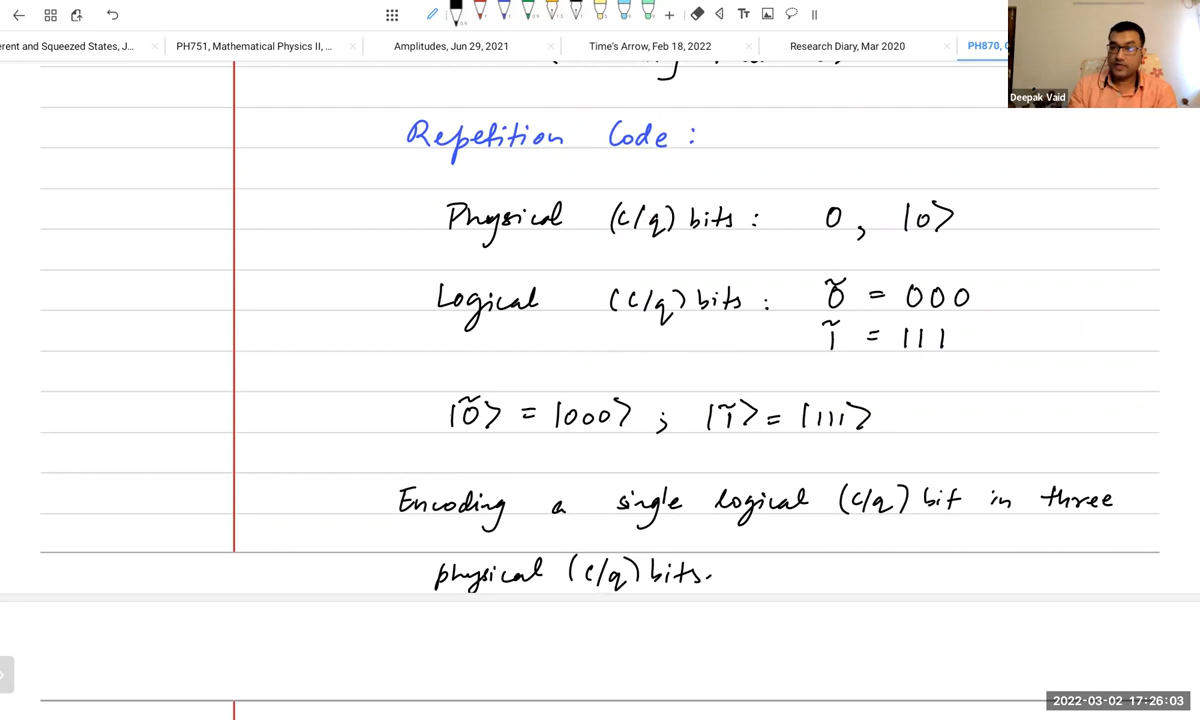 rent and Squeezed States, J... PH751, Mathematical Physics II, ... Amplitudes, Jun 29, 2021 Time's Arrow, Feb 18, 2022 Research Diary, Mar 2020 PH870,
Deepak Vaid
Repetition Code :
Physical (c/q) bits : 0 , |0>
Logical (c/q) bits : 0̃ = 000
1̃ = 111
|0̃> = |000> ; |1̃> = |111>
Encoding a single logical (c/q) bit in three
physical (c/q) bits.
2022-03-02 17:26:03